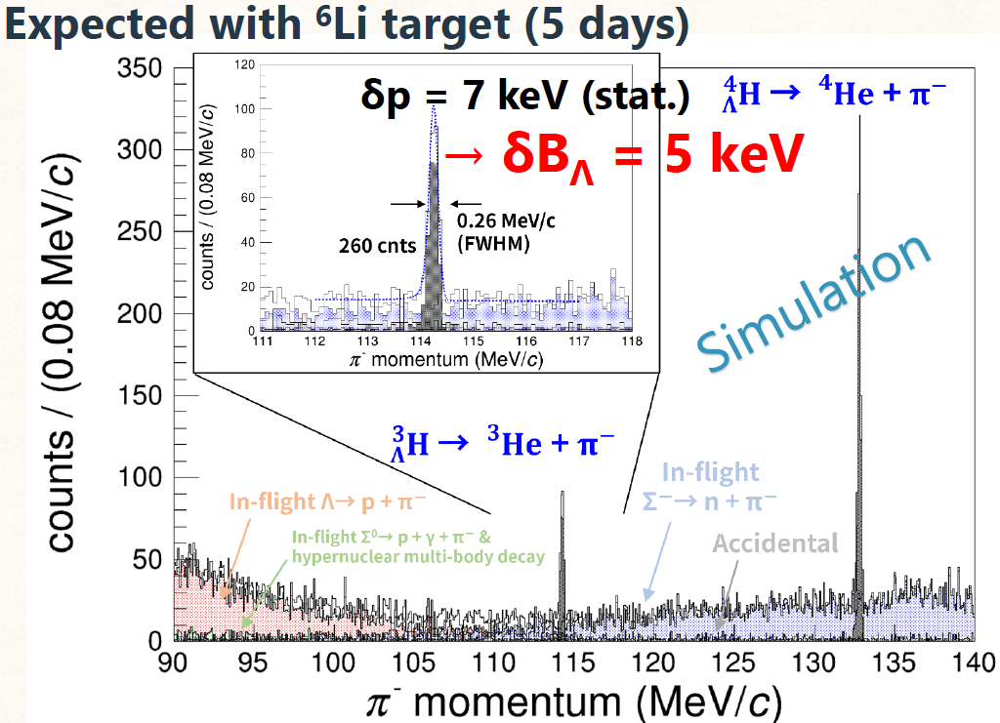 Expected with ⁶Li target (5 days)
δp = 7 keV (stat.)
→ δB_Λ = 5 keV
⁴_ΛH → ⁴He + π⁻
0.26 MeV/c
(FWHM)
260 cnts
counts / (0.08 MeV/c)
120
100
80
60
40
20
0
111 112 113 114 115 116 117 118
π⁻ momentum (MeV/c)
Simulation
³_ΛH → ³He + π⁻
In-flight Λ→ p + π⁻
In-flight Σ⁰→ p + γ + π⁻ &
hypernuclear multi-body decay
In-flight
Σ⁻→ n + π⁻
Accidental
counts / (0.08 MeV/c)
350
300
250
200
150
100
50
0
90 95 100 105 110 115 120 125 130 135 140
π⁻ momentum (MeV/c)